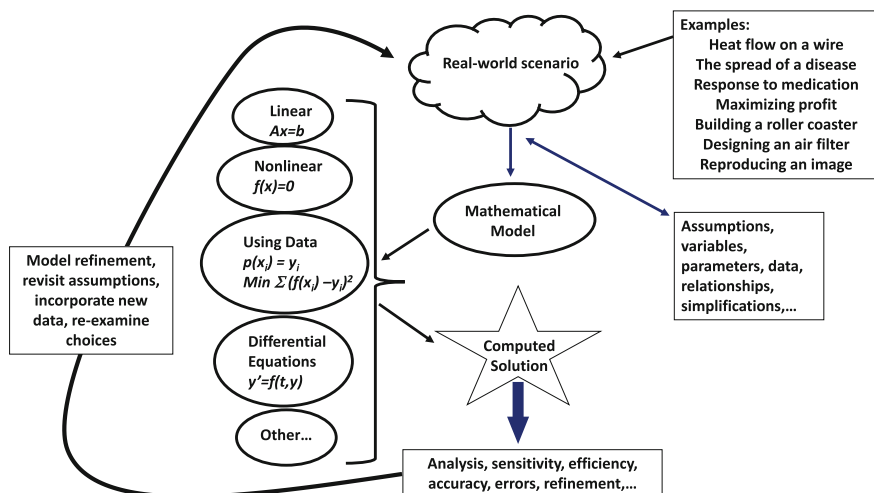 Real-world scenario
Examples:
Heat flow on a wire
The spread of a disease
Response to medication
Maximizing profit
Building a roller coaster
Designing an air filter
Reproducing an image
Linear
Ax=b
Nonlinear
f(x)=0
Using Data
p(xᵢ) = yᵢ
Min Σ(f(xᵢ) –yᵢ)²
Differential
Equations
y’=f(t,y)
Other…
Mathematical
Model
Assumptions,
variables,
parameters, data,
relationships,
simplifications,…
Model refinement,
revisit assumptions,
incorporate new
data, re-examine
choices
Computed
Solution
Analysis, sensitivity, efficiency,
accuracy, errors, refinement,…